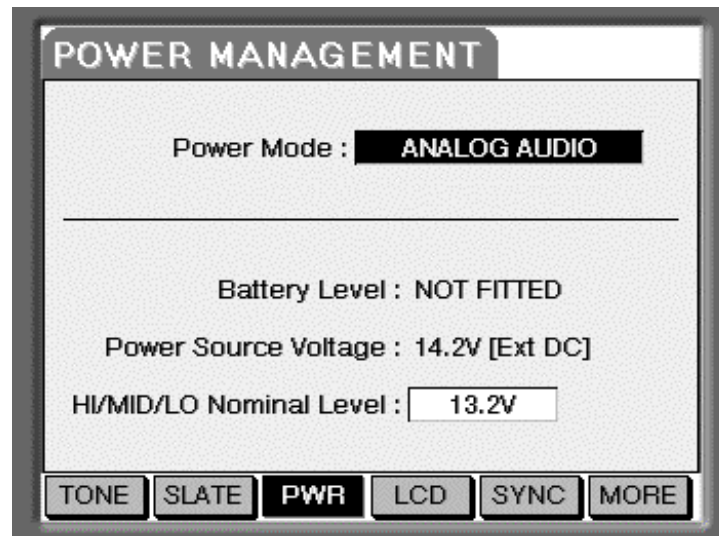 POWER MANAGEMENT
Power Mode : ANALOG AUDIO
Battery Level : NOT FITTED
Power Source Voltage : 14.2V [Ext DC]
HI/MID/LO Nominal Level : 13.2V
TONE SLATE PWR LCD SYNC MORE